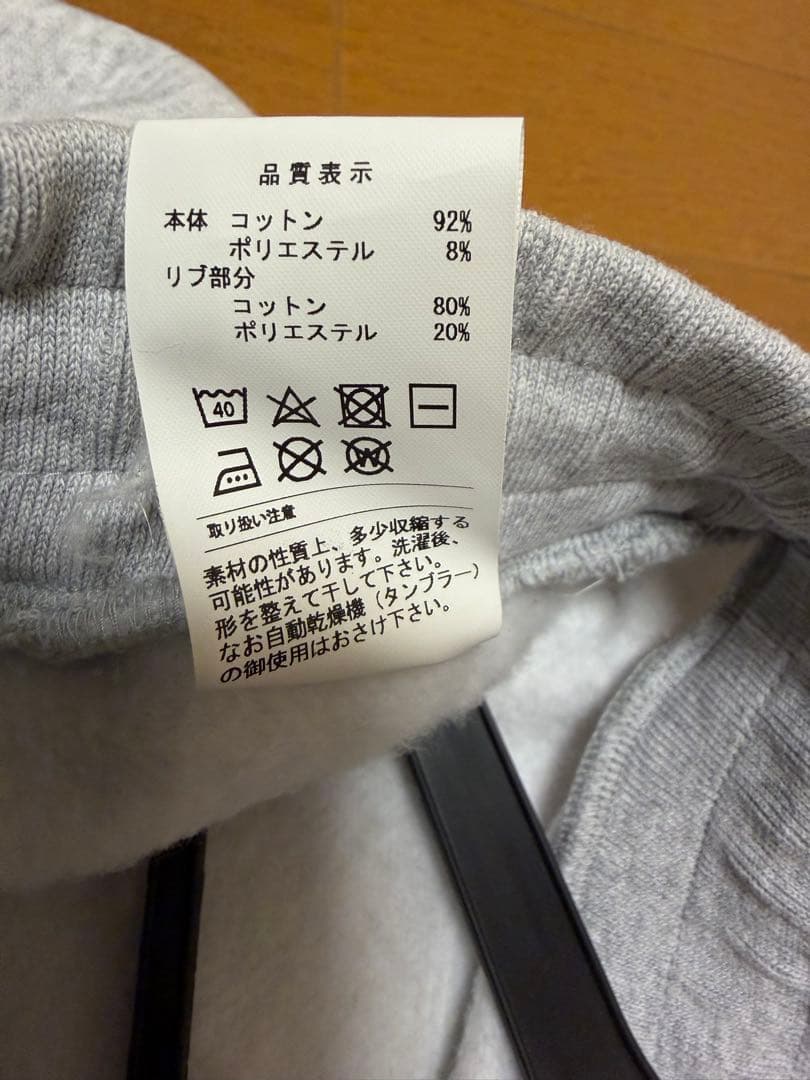 品質表示
本体 コットン 92%
ポリエステル 8%
リブ部分
コットン 80%
ポリエステル 20%
40
W
取り扱い注意
素材の性質上、多少収縮する
可能性があります。洗濯後、
形を整えて干して下さい。
なお自動乾燥機(タンブラー)
の御使用はおさけ下さい。